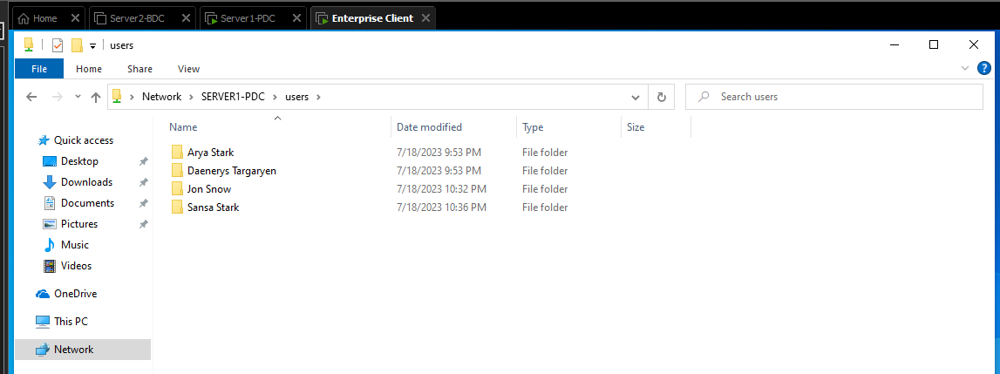 Home Server2-BDC Server1-PDC Enterprise Client
users
File Home Share View
Network SERVER1-PDC users Search users
Name Date modified Type Size
Quick access
Desktop
Downloads
Documents
Pictures
Music
Videos
OneDrive
This PC
Network
Arya Stark 7/18/2023 9:53 PM File folder
Daenerys Targaryen 7/18/2023 9:53 PM File folder
Jon Snow 7/18/2023 10:32 PM File folder
Sansa Stark 7/18/2023 10:36 PM File folder